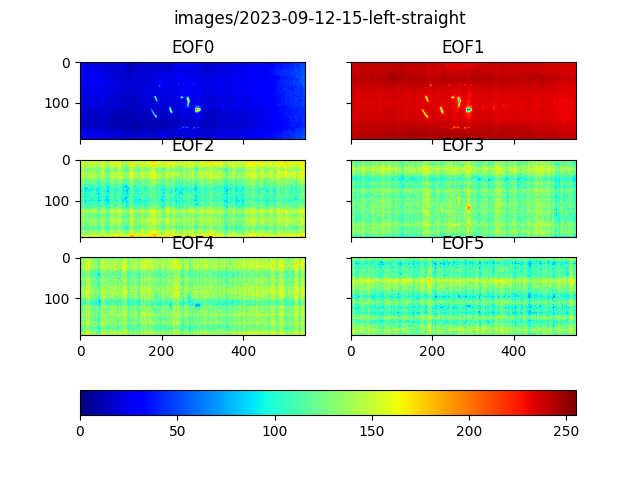 images/2023-09-12-15-left-straight
EOF0 EOF1
0
100
EOF2 EOF3
0
100
EOF4 EOF5
0
100
0 200 400 0 200 400
0 50 100 150 200 250